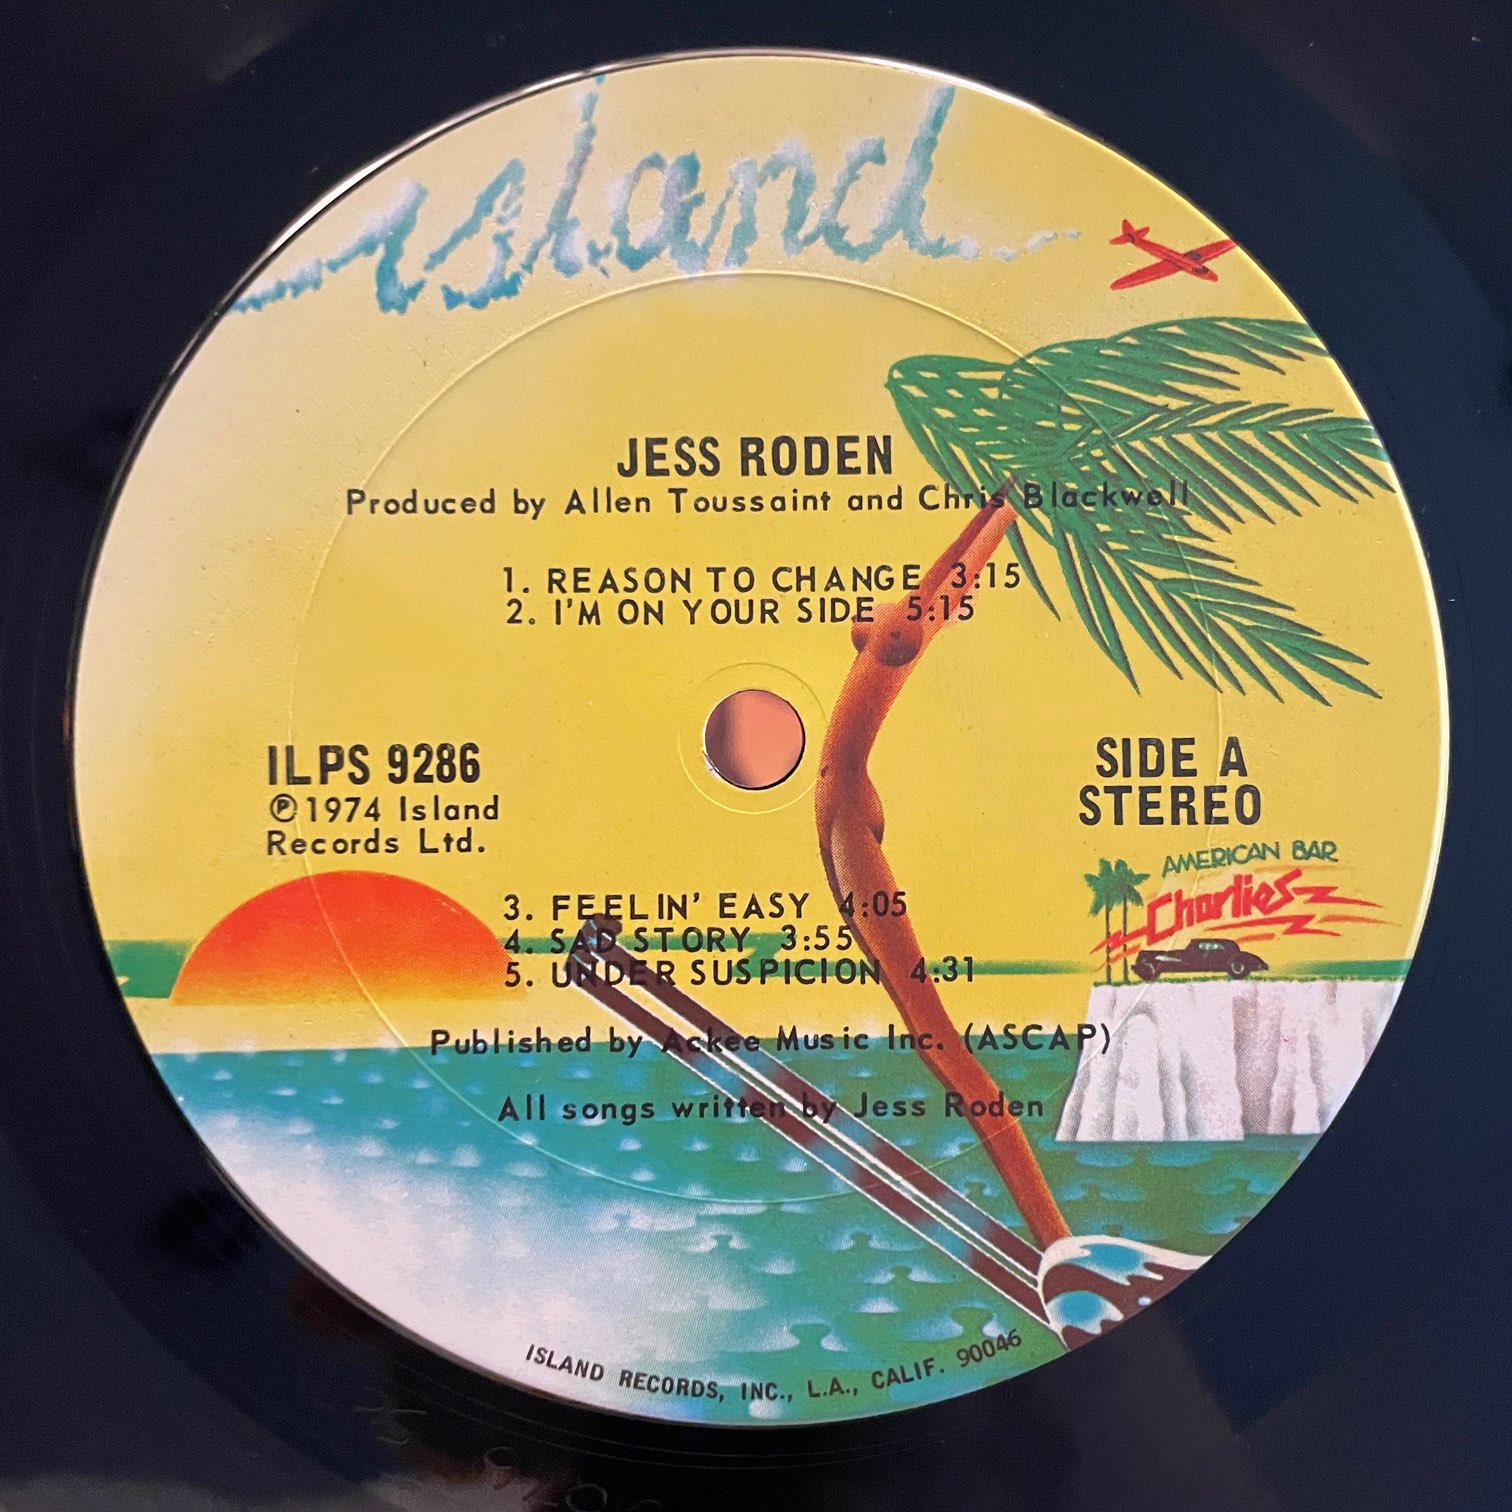 island
JESS RODEN
Produced by Allen Toussaint and Chris Blackwell
1. REASON TO CHANGE 3:15
2. I'M ON YOUR SIDE 5:15
ILPS 9286
℗1974 Island
Records Ltd.
SIDE A
STEREO
AMERICAN BAR
Charlies
3. FEELIN' EASY 4:05
4. SAD STORY 3:55
5. UNDER SUSPICION 4:31
Published by Ackee Music Inc. (ASCAP)
All songs written by Jess Roden
ISLAND RECORDS, INC., L.A., CALIF. 90046